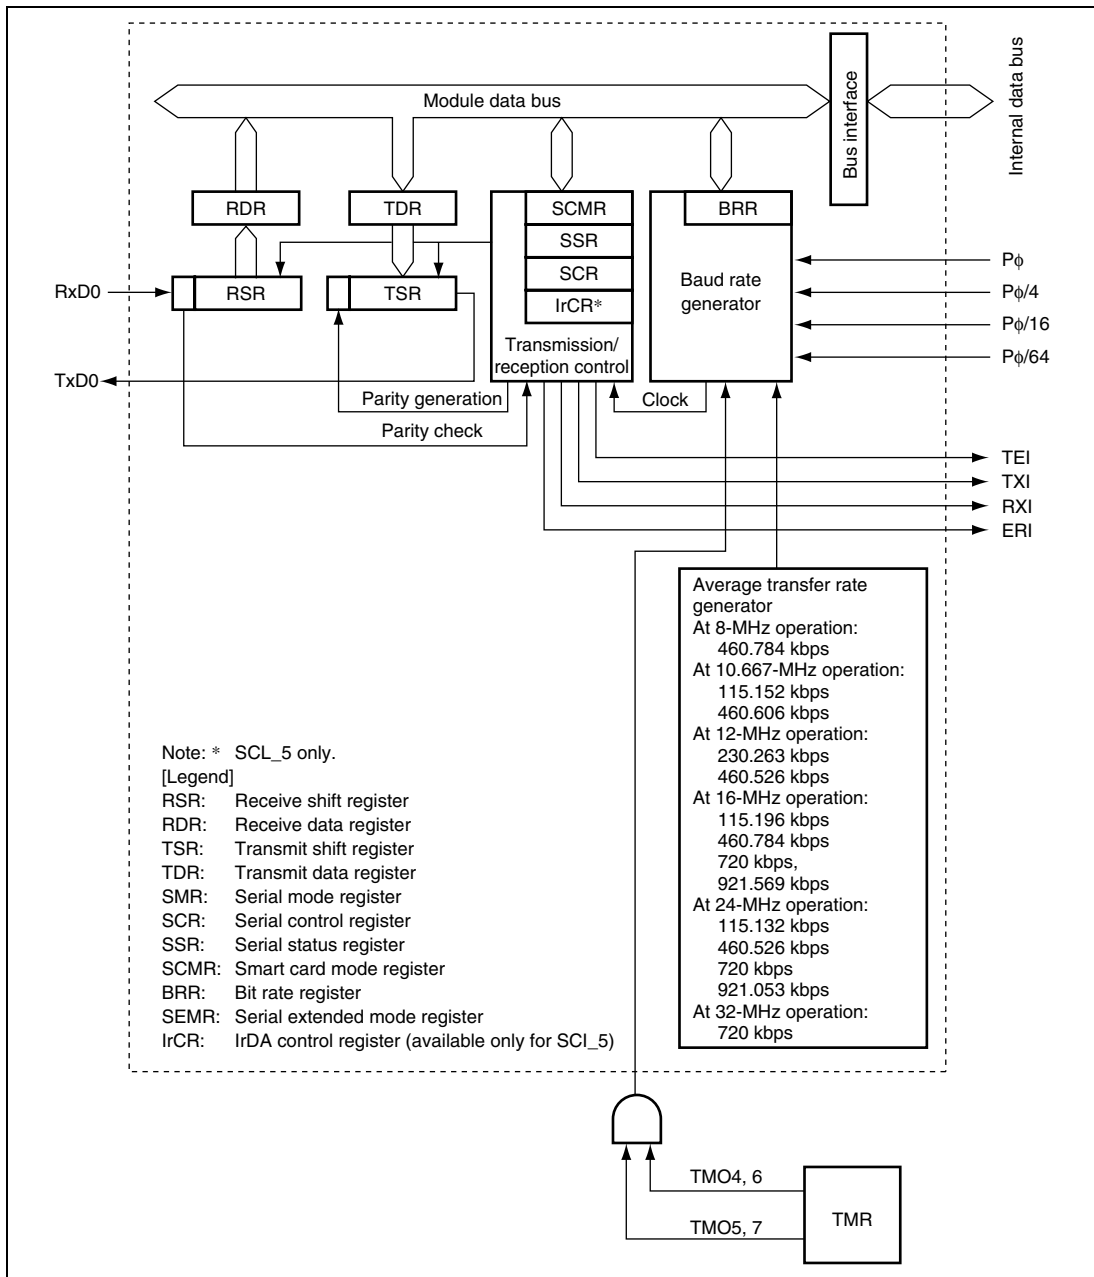 Module data bus
Bus interface
Internal data bus
RDR
TDR
SCMR
BRR
SSR
SCR
IrCR*
RSR
TSR
Baud rate
generator
Transmission/
reception control
RxD0
TxD0
Pϕ
Pϕ/4
Pϕ/16
Pϕ/64
Parity generation
Clock
Parity check
TEI
TXI
RXI
ERI
Average transfer rate
generator
At 8-MHz operation:
460.784 kbps
At 10.667-MHz operation:
115.152 kbps
460.606 kbps
At 12-MHz operation:
230.263 kbps
460.526 kbps
At 16-MHz operation:
115.196 kbps
460.784 kbps
720 kbps,
921.569 kbps
At 24-MHz operation:
115.132 kbps
460.526 kbps
720 kbps
921.053 kbps
At 32-MHz operation:
720 kbps
Note: * SCL_5 only.
[Legend]
RSR: Receive shift register
RDR: Receive data register
TSR: Transmit shift register
TDR: Transmit data register
SMR: Serial mode register
SCR: Serial control register
SSR: Serial status register
SCMR: Smart card mode register
BRR: Bit rate register
SEMR: Serial extended mode register
IrCR: IrDA control register (available only for SCI_5)
TMO4, 6
TMO5, 7
TMR